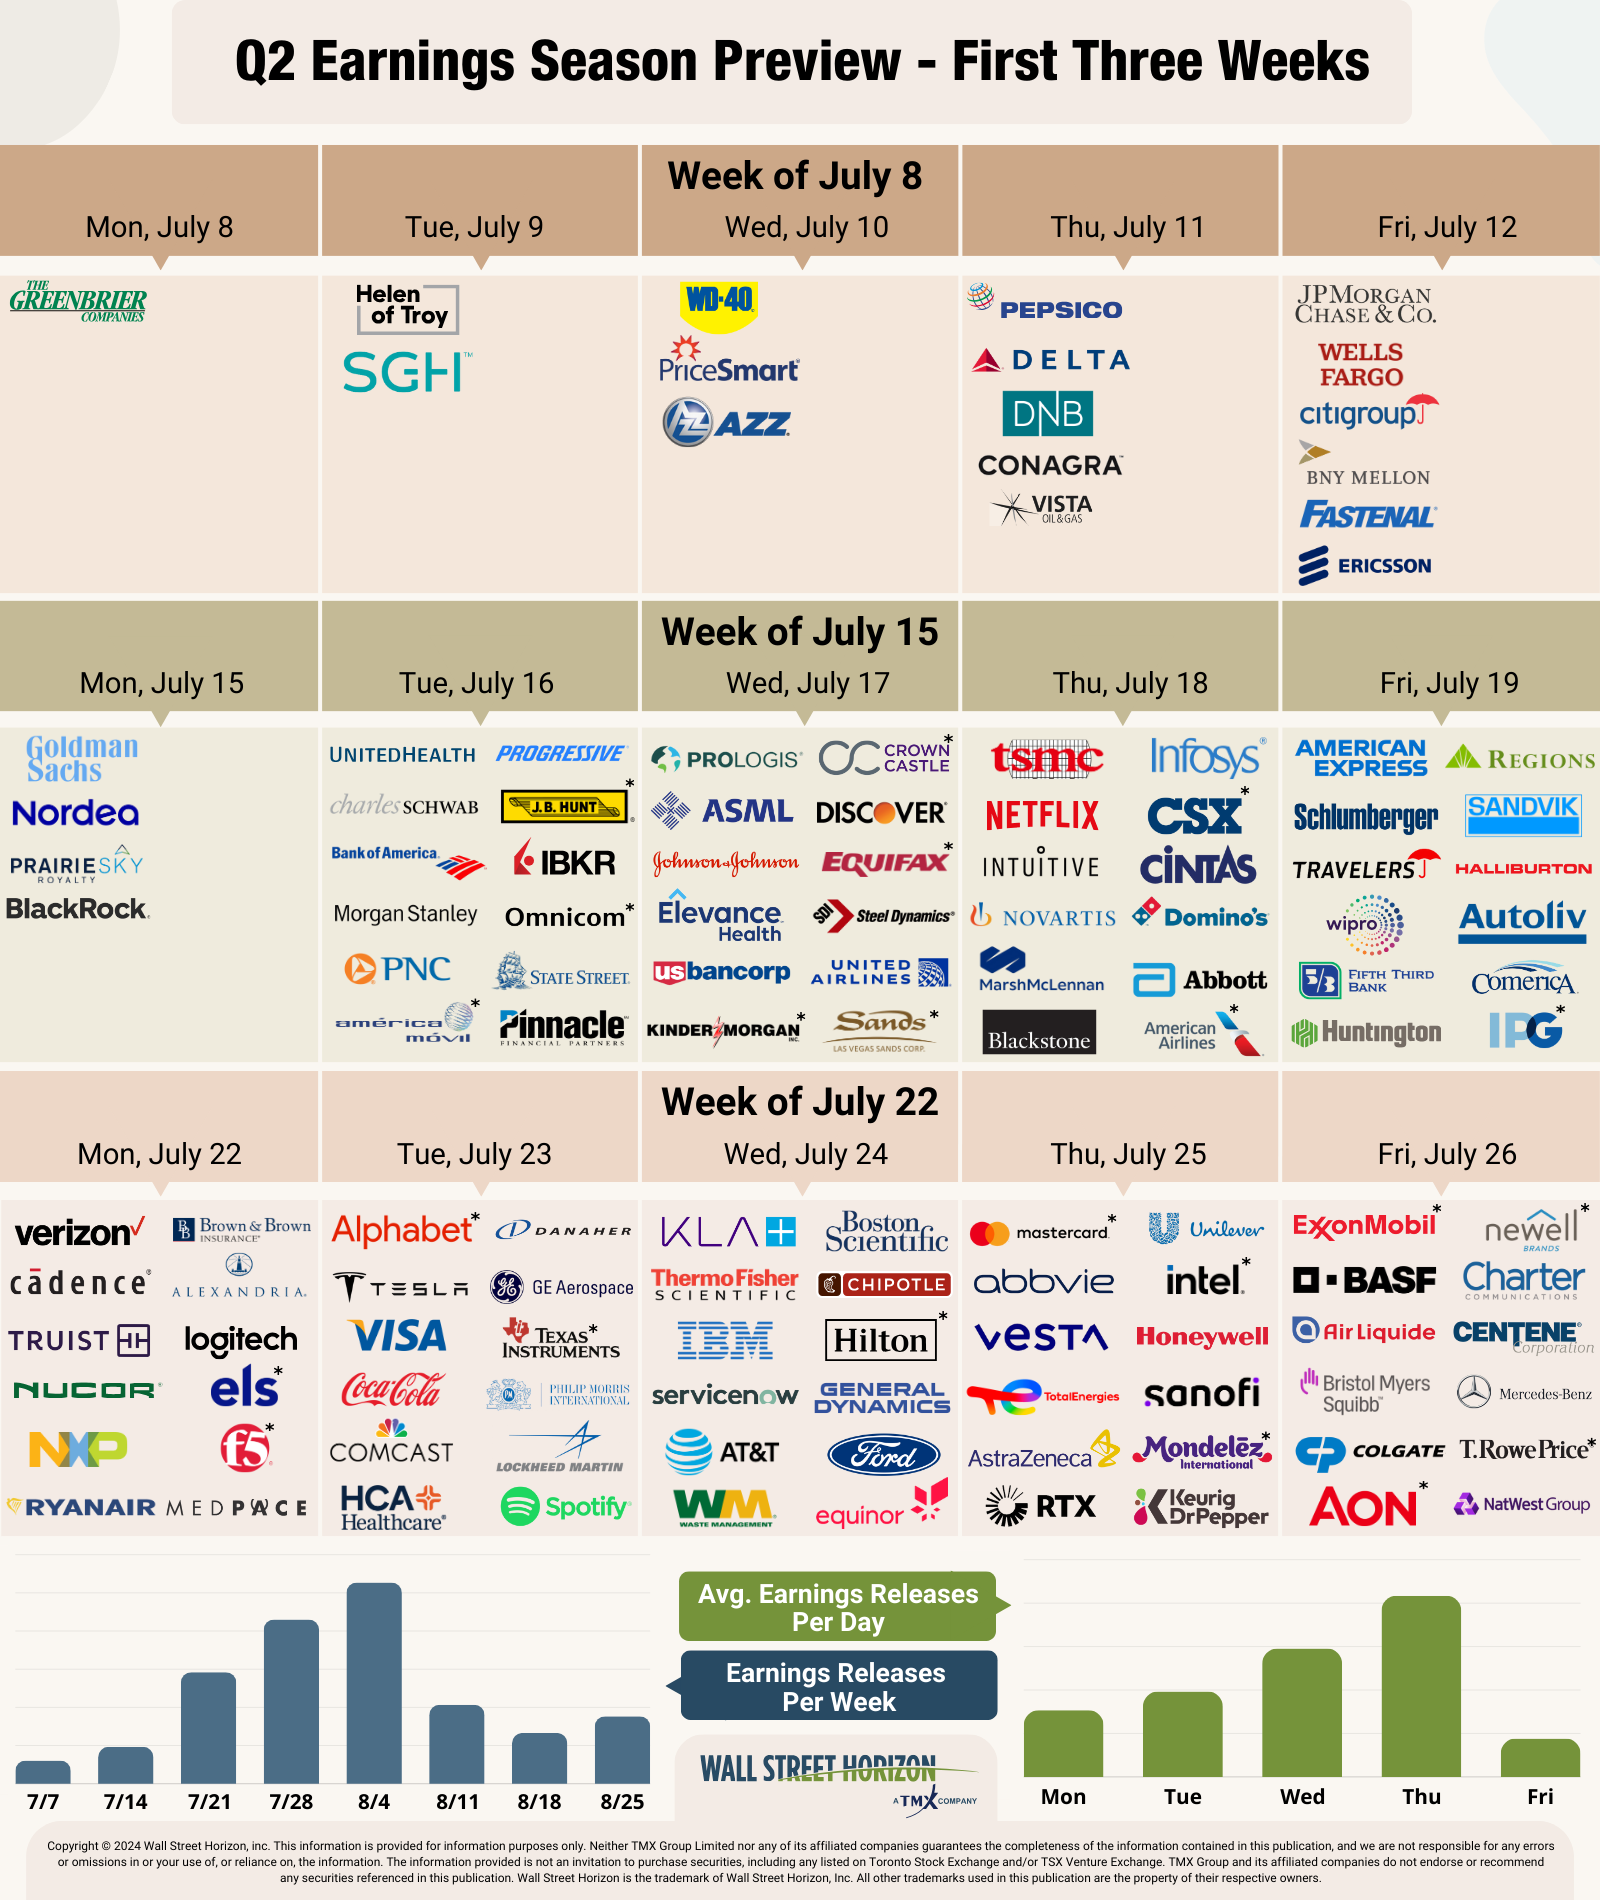 Q2 Earnings Season Preview - First Three Weeks
Week of July 8
Mon, July 8
Tue, July 9
Wed, July 10
Thu, July 11
Fri, July 12
THE
GREENBRIER
COMPANIES
Helen
of Troy
SGH™
WD-40
PriceSmart®
AZZ
AZZ
PEPSICO
DELTA
DNB
CONAGRA™
VISTA
OIL&GAS
JPMORGAN
CHASE & CO.
WELLS
FARGO
citigroup
BNY MELLON
FASTENAL®
ERICSSON
Week of July 15
Mon, July 15
Tue, July 16
Wed, July 17
Thu, July 18
Fri, July 19
Goldman
Sachs
Nordea
PRAIRIESKY
ROYALTY
BlackRock.
UNITEDHEALTH
PROGRESSIVE
charles SCHWAB
J.B. HUNT ® *
Bank of America.
IBKR
Morgan Stanley
Omnicom*
PNC
STATE STREET.
américa *
móvil
Pinnacle
FINANCIAL PARTNERS
PROLOGIS®
CC CROWN *
CASTLE
ASML
DISCOVER
Johnson & Johnson
EQUIFAX *
Elevance
Health
SDI Steel Dynamics®
usbancorp
UNITED
AIRLINES
KINDER MORGAN *
INC.
Sands *
LAS VEGAS SANDS CORP.
tsmc
Infosys®
NETFLIX
CSX *
INTUITIVE
CINTAS
NOVARTIS
Domino's
MarshMcLennan
Abbott
Blackstone
American *
Airlines
AMERICAN
EXPRESS
REGIONS
Schlumberger
SANDVIK
TRAVELERS
HALLIBURTON
wipro
Autoliv
5/3 FIFTH THIRD
BANK
ComericA
Huntington
IPG *
Week of July 22
Mon, July 22
Tue, July 23
Wed, July 24
Thu, July 25
Fri, July 26
verizon✓
BB Brown & Brown
INSURANCE®
cādence®
ALEXANDRIA.
TRUIST
logitech
NUCOR®
els *
NXP
f5 *
RYANAIR
MEDPACE
Alphabet*
DANAHER
TESLA
GE GE Aerospace
VISA
TEXAS*
INSTRUMENTS
Coca-Cola
PM PHILIP MORRIS
INTERNATIONAL
COMCAST
LOCKHEED MARTIN
HCA
Healthcare®
Spotify®
KLA+
Boston
Scientific
ThermoFisher
SCIENTIFIC
CHIPOTLE
IBM
Hilton *
servicenow
GENERAL
DYNAMICS
AT&T
Ford
WM
WASTE MANAGEMENT
equinor
mastercard. *
Unilever
abbvie
intel. *
vesta
Honeywell
TotalEnergies
sanofi
AstraZeneca
Mondelēz *
International
RTX
Keurig
DrPepper
ExxonMobil *
newell *
BRANDS
BASF
Charter
COMMUNICATIONS
Air Liquide
CENTENE®
Corporation
Bristol Myers
Squibb™
Mercedes-Benz
CP COLGATE
T.RowePrice*
AON *
NatWest Group
Avg. Earnings Releases
Per Day
Earnings Releases
Per Week
7/7
7/14
7/21
7/28
8/4
8/11
8/18
8/25
WALL STREET HORIZON
A TMX COMPANY
Mon
Tue
Wed
Thu
Fri
Copyright © 2024 Wall Street Horizon, inc. This information is provided for information purposes only. Neither TMX Group Limited nor any of its affiliated companies guarantees the completeness of the information contained in this publication, and we are not responsible for any errors
or omissions in or your use of, or reliance on, the information. The information provided is not an invitation to purchase securities, including any listed on Toronto Stock Exchange and/or TSX Venture Exchange. TMX Group and its affiliated companies do not endorse or recommend
any securities referenced in this publication. Wall Street Horizon is the trademark of Wall Street Horizon, Inc. All other trademarks used in this publication are the property of their respective owners.